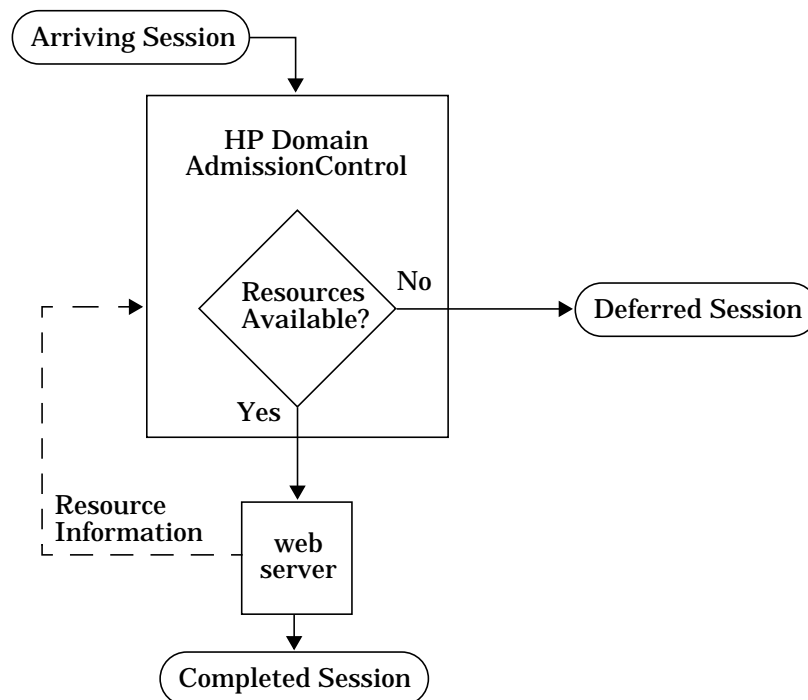 Arriving Session
HP Domain
AdmissionControl
No
Resources
Available?
Deferred Session
Yes
Resource
Information
web
server
Completed Session